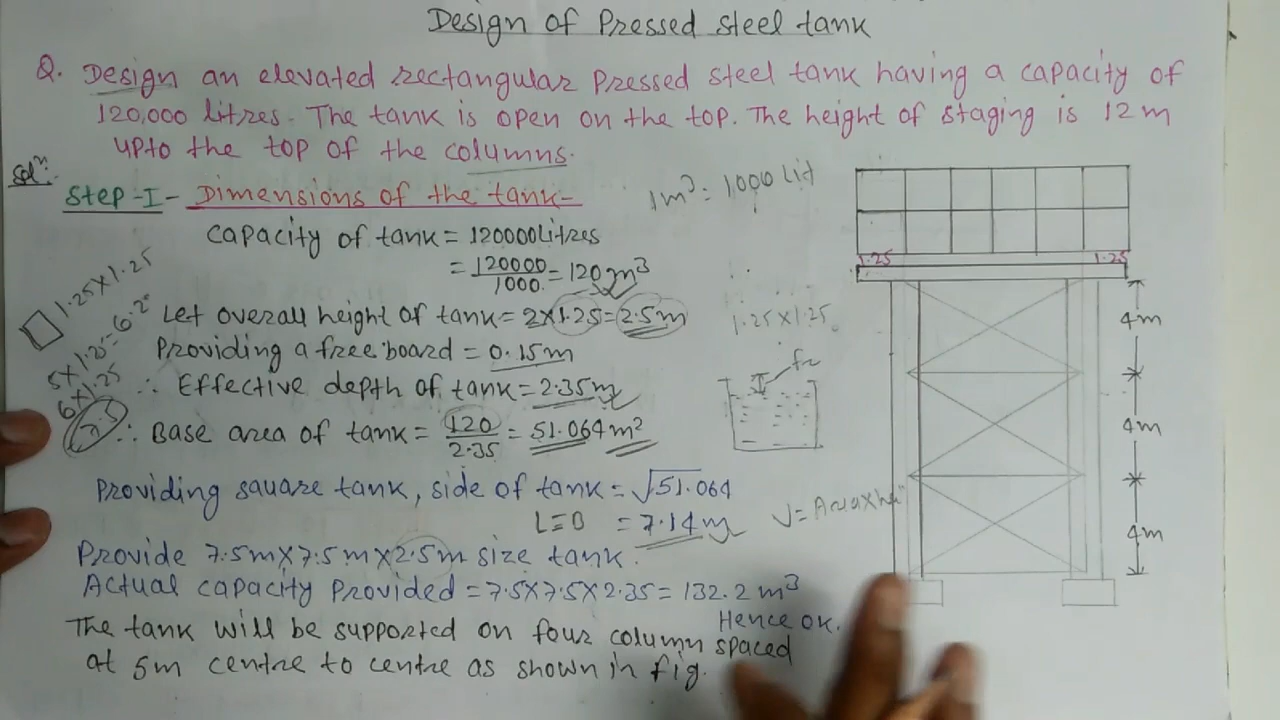 Design of Pressed steel tank
Q. Design an elevated rectangular Pressed steel tank having a capacity of
120,000 litres. The tank is open on the top. The height of staging is 12 m
upto the top of the columns.
Solⁿ:
Step-I - Dimensions of the tank-
1m³ = 1000 Lit
Capacity of tank = 120000 Litres
= 120000/1000 = 120 m³
1.25×1.25
Let overall height of tank = 2×1.25 = 2.5m
1.25×1.25
Providing a free board = 0.15m
5×1.25 = 6.2
6×1.25
7.5
∴ Effective depth of tank = 2.35m
∴ Base area of tank = 120/2.35 = 51.064 m²
Providing square tank, side of tank = √51.064
L=B = 7.14m
V = Area×h
Provide 7.5m×7.5m×2.5m size tank.
Actual capacity Provided = 7.5×7.5×2.35 = 132.2 m³
Hence ok.
The tank will be supported on four column spaced
at 5m centre to centre as shown in fig.
1.25 1.25
4m
4m
4m